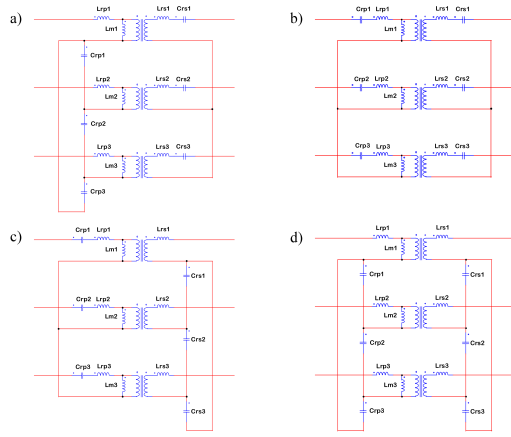 a)
Lrp1 Lrs1 Crs1
Lm1
Crp1
Lrp2 Lrs2 Crs2
Lm2
Crp2
Lrp3 Lrs3 Crs3
Lm3
Crp3
b)
Crp1 Lrp1 Lrs1 Crs1
Lm1
Crp2 Lrp2 Lrs2 Crs2
Lm2
Crp3 Lrp3 Lrs3 Crs3
Lm3
c)
Crp1 Lrp1 Lrs1
Lm1
Crs1
Crp2 Lrp2 Lrs2
Lm2
Crs2
Crp3 Lrp3 Lrs3
Lm3
Crs3
d)
Lrp1 Lrs1
Lm1
Crp1 Crs1
Lrp2 Lrs2
Lm2
Crp2 Crs2
Lrp3 Lrs3
Lm3
Crp3 Crs3